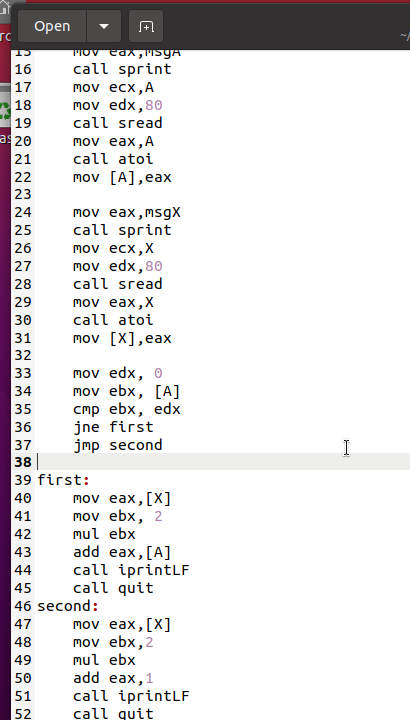 Open
15 mov eax,msgA
16 call sprint
17 mov ecx,A
18 mov edx,80
19 call sread
20 mov eax,A
21 call atoi
22 mov [A],eax
23
24 mov eax,msgX
25 call sprint
26 mov ecx,X
27 mov edx,80
28 call sread
29 mov eax,X
30 call atoi
31 mov [X],eax
32
33 mov edx, 0
34 mov ebx, [A]
35 cmp ebx, edx
36 jne first
37 jmp second
38
39 first:
40 mov eax,[X]
41 mov ebx, 2
42 mul ebx
43 add eax,[A]
44 call iprintLF
45 call quit
46 second:
47 mov eax,[X]
48 mov ebx,2
49 mul ebx
50 add eax,1
51 call iprintLF
52 call quit